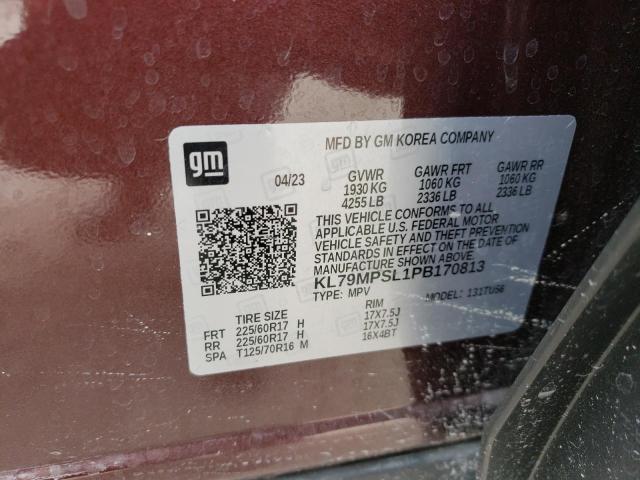 gm
MFD BY GM KOREA COMPANY
04/23 GVWR GAWR FRT GAWR RR
1930 KG 1060 KG 1060 KG
4255 LB 2336 LB 2336 LB
THIS VEHICLE CONFORMS TO ALL
APPLICABLE U.S. FEDERAL MOTOR
VEHICLE SAFETY AND THEFT PREVENTION
STANDARDS IN EFFECT ON THE DATE OF
MANUFACTURE SHOWN ABOVE.
KL79MPSL1PB170813
TYPE: MPV MODEL: 131TU56
TIRE SIZE RIM
FRT 225/60R17 H 17X7.5J
RR 225/60R17 H 17X7.5J
SPA T125/70R16 M 16X4BT